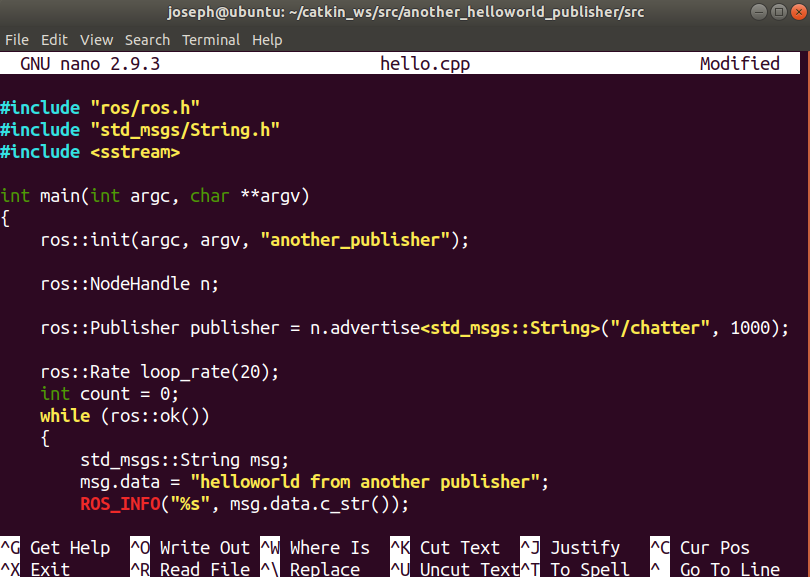 joseph@ubuntu: ~/catkin_ws/src/another_helloworld_publisher/src
File Edit View Search Terminal Help
GNU nano 2.9.3 hello.cpp Modified
#include "ros/ros.h"
#include "std_msgs/String.h"
#include <sstream>
int main(int argc, char **argv)
{
ros::init(argc, argv, "another_publisher");
ros::NodeHandle n;
ros::Publisher publisher = n.advertise<std_msgs::String>("/chatter", 1000);
ros::Rate loop_rate(20);
int count = 0;
while (ros::ok())
{
std_msgs::String msg;
msg.data = "helloworld from another publisher";
ROS_INFO("%s", msg.data.c_str());
^G Get Help ^O Write Out ^W Where Is ^K Cut Text ^J Justify ^C Cur Pos
^X Exit ^R Read File ^\ Replace ^U Uncut Text ^T To Spell ^_ Go To Line